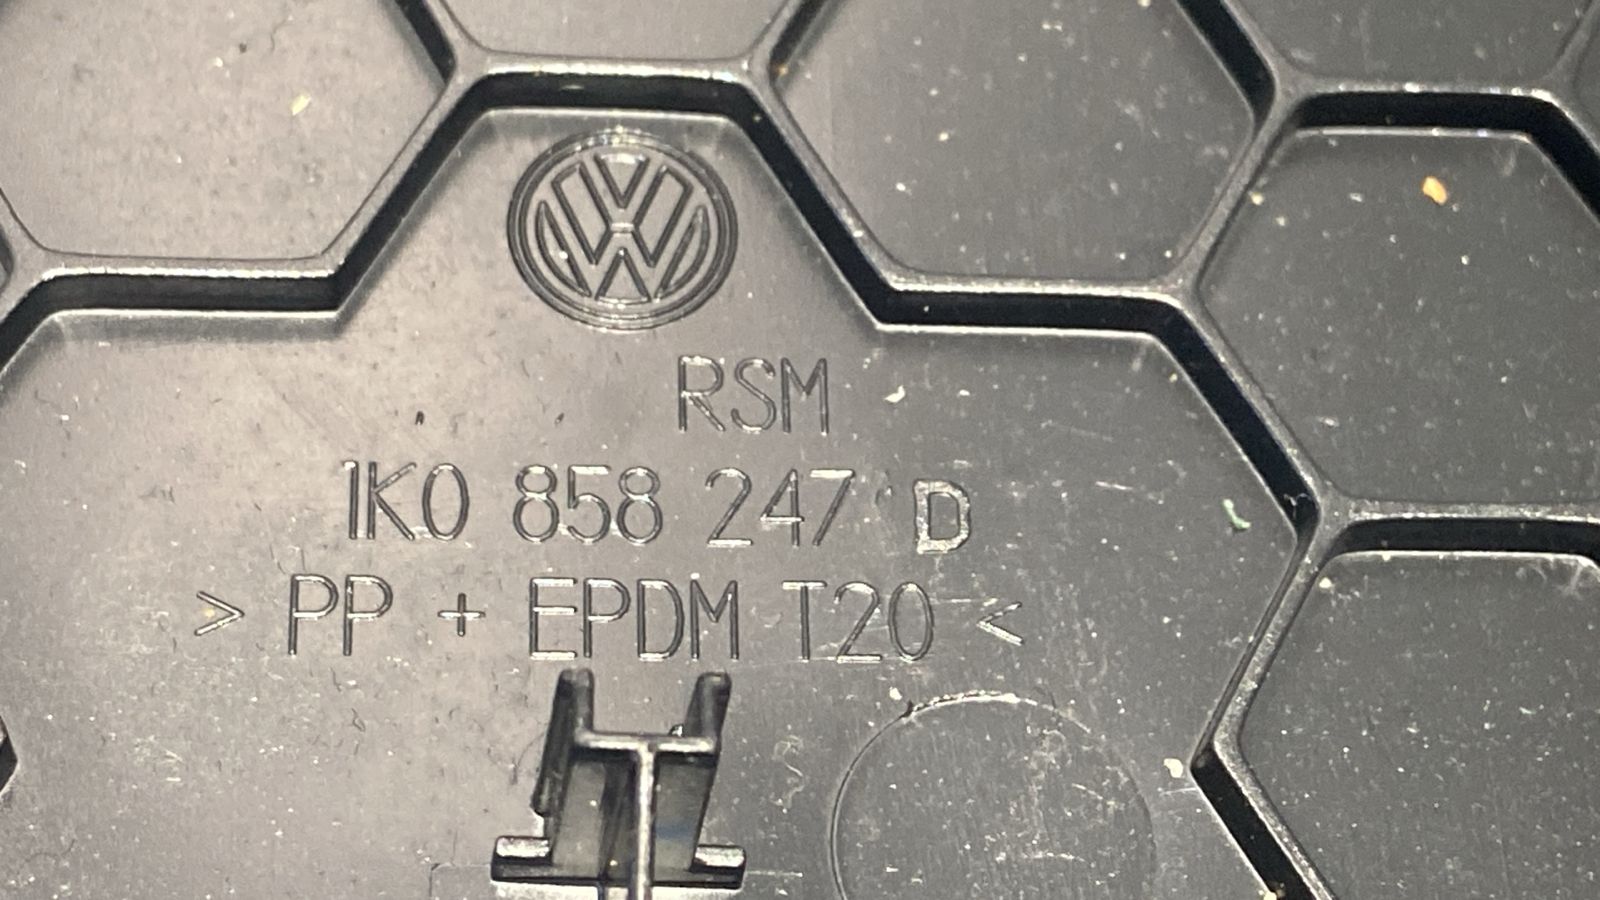 RSM
1K0 858 247 D
> PP + EPDM T20 <